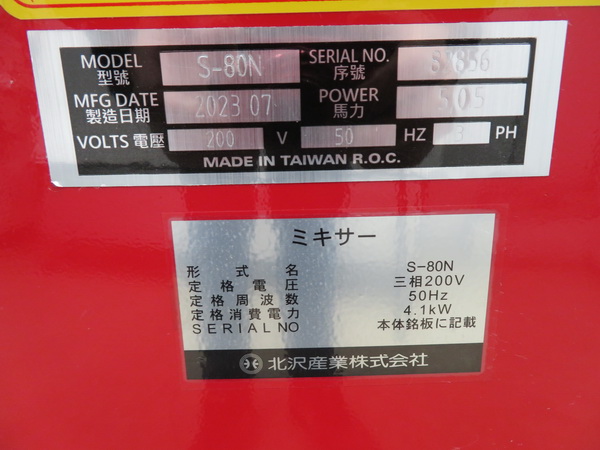 MODEL 型號 S-80N SERIAL NO. 序號
MFG DATE 製造日期 2023 07 POWER 馬力
VOLTS 電壓 200 V 50 HZ 3 PH
MADE IN TAIWAN R.O.C.
ミキサー
形式名 S-80N
定格電圧 三相200V
定格周波数 50Hz
定格消費電力 4.1kW
SERIAL NO 本体銘板に記載
北沢産業株式会社